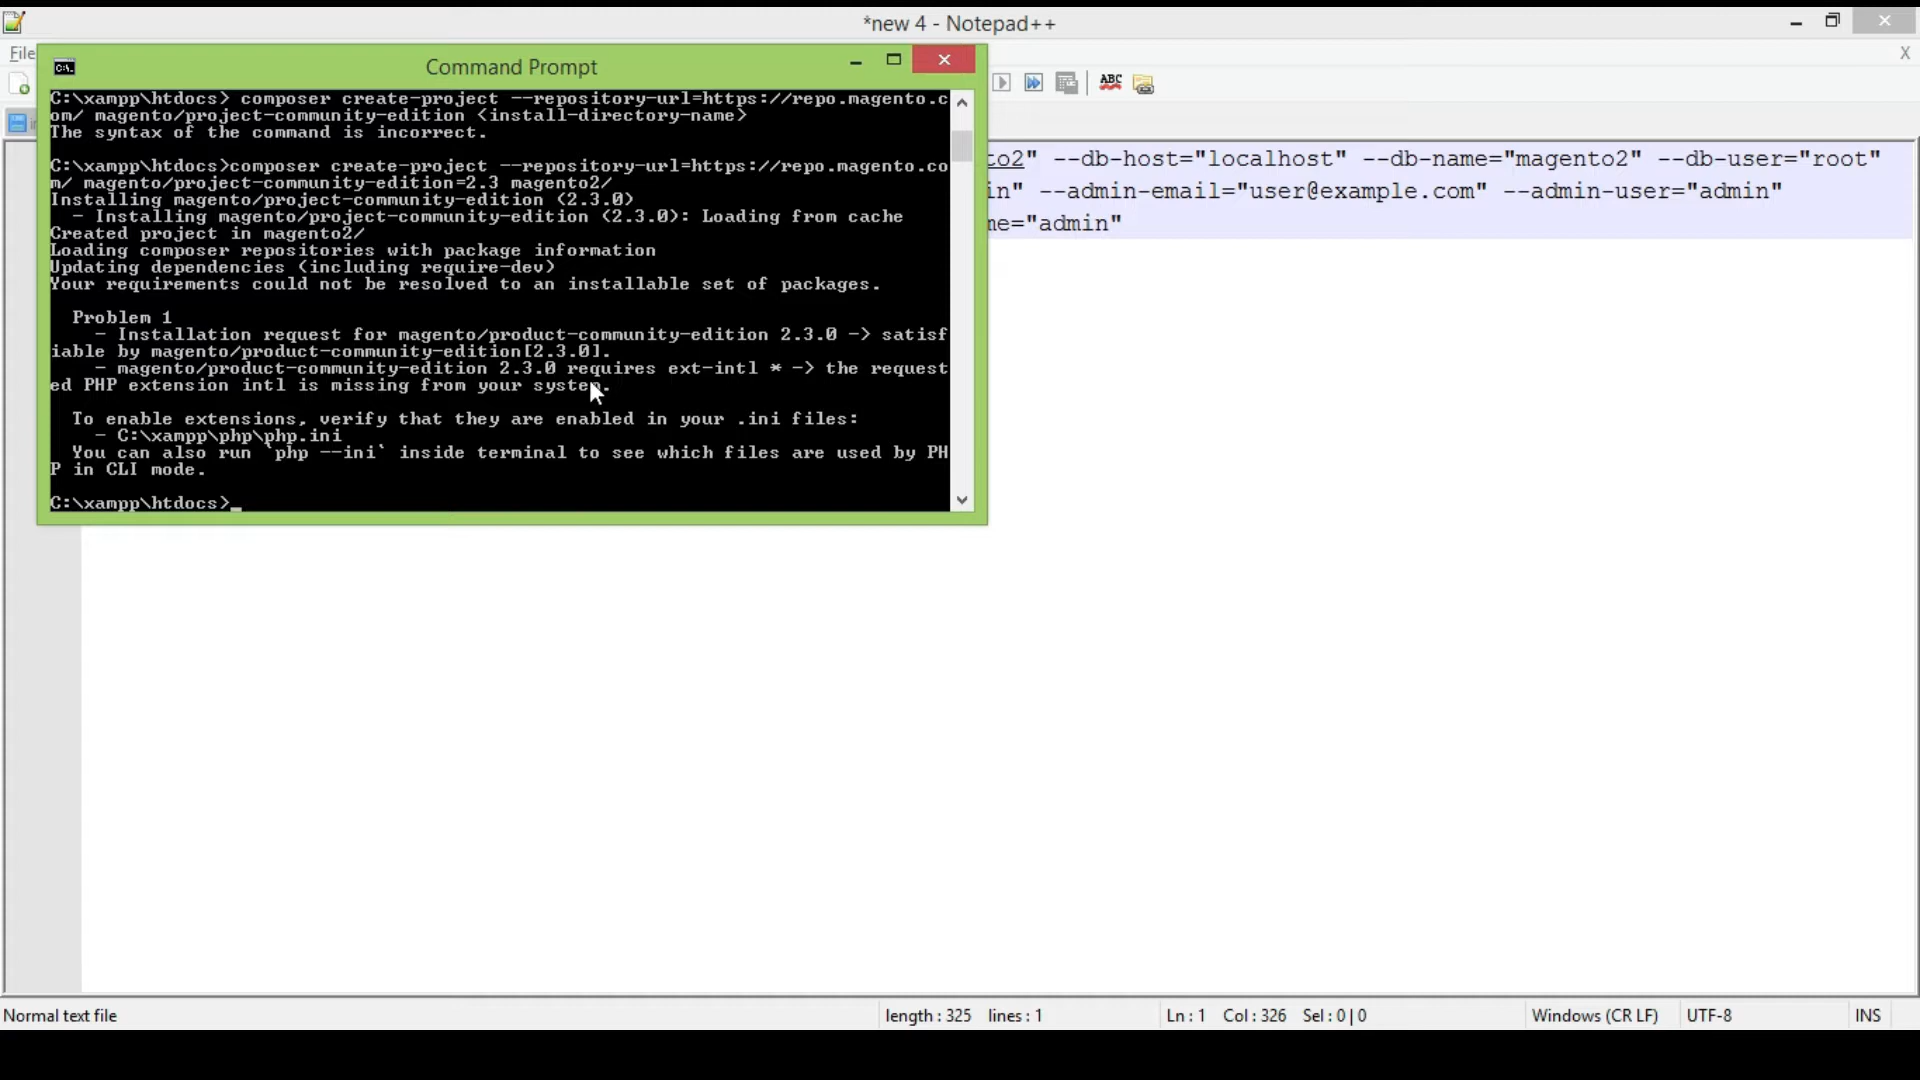 *new 4 - Notepad++
File
X
Command Prompt
ABC
C:\xampp\htdocs> composer create-project --repository-url=https://repo.magento.c
om/ magento/project-community-edition <install-directory-name>
The syntax of the command is incorrect.
C:\xampp\htdocs>composer create-project --repository-url=https://repo.magento.co
m/ magento/project-community-edition=2.3 magento2/
Installing magento/project-community-edition (2.3.0)
- Installing magento/project-community-edition (2.3.0): Loading from cache
Created project in magento2/
Loading composer repositories with package information
Updating dependencies (including require-dev)
Your requirements could not be resolved to an installable set of packages.
Problem 1
- Installation request for magento/product-community-edition 2.3.0 -> satisf
iable by magento/product-community-edition[2.3.0].
- magento/product-community-edition 2.3.0 requires ext-intl * -> the request
ed PHP extension intl is missing from your system.
To enable extensions, verify that they are enabled in your .ini files:
- C:\xampp\php\php.ini
You can also run `php --ini` inside terminal to see which files are used by PH
P in CLI mode.
C:\xampp\htdocs>_
to2" --db-host="localhost" --db-name="magento2" --db-user="root"
in" --admin-email="user@example.com" --admin-user="admin"
me="admin"
Normal text file
length : 325 lines : 1
Ln : 1 Col : 326 Sel : 0 | 0
Windows (CR LF)
UTF-8
INS